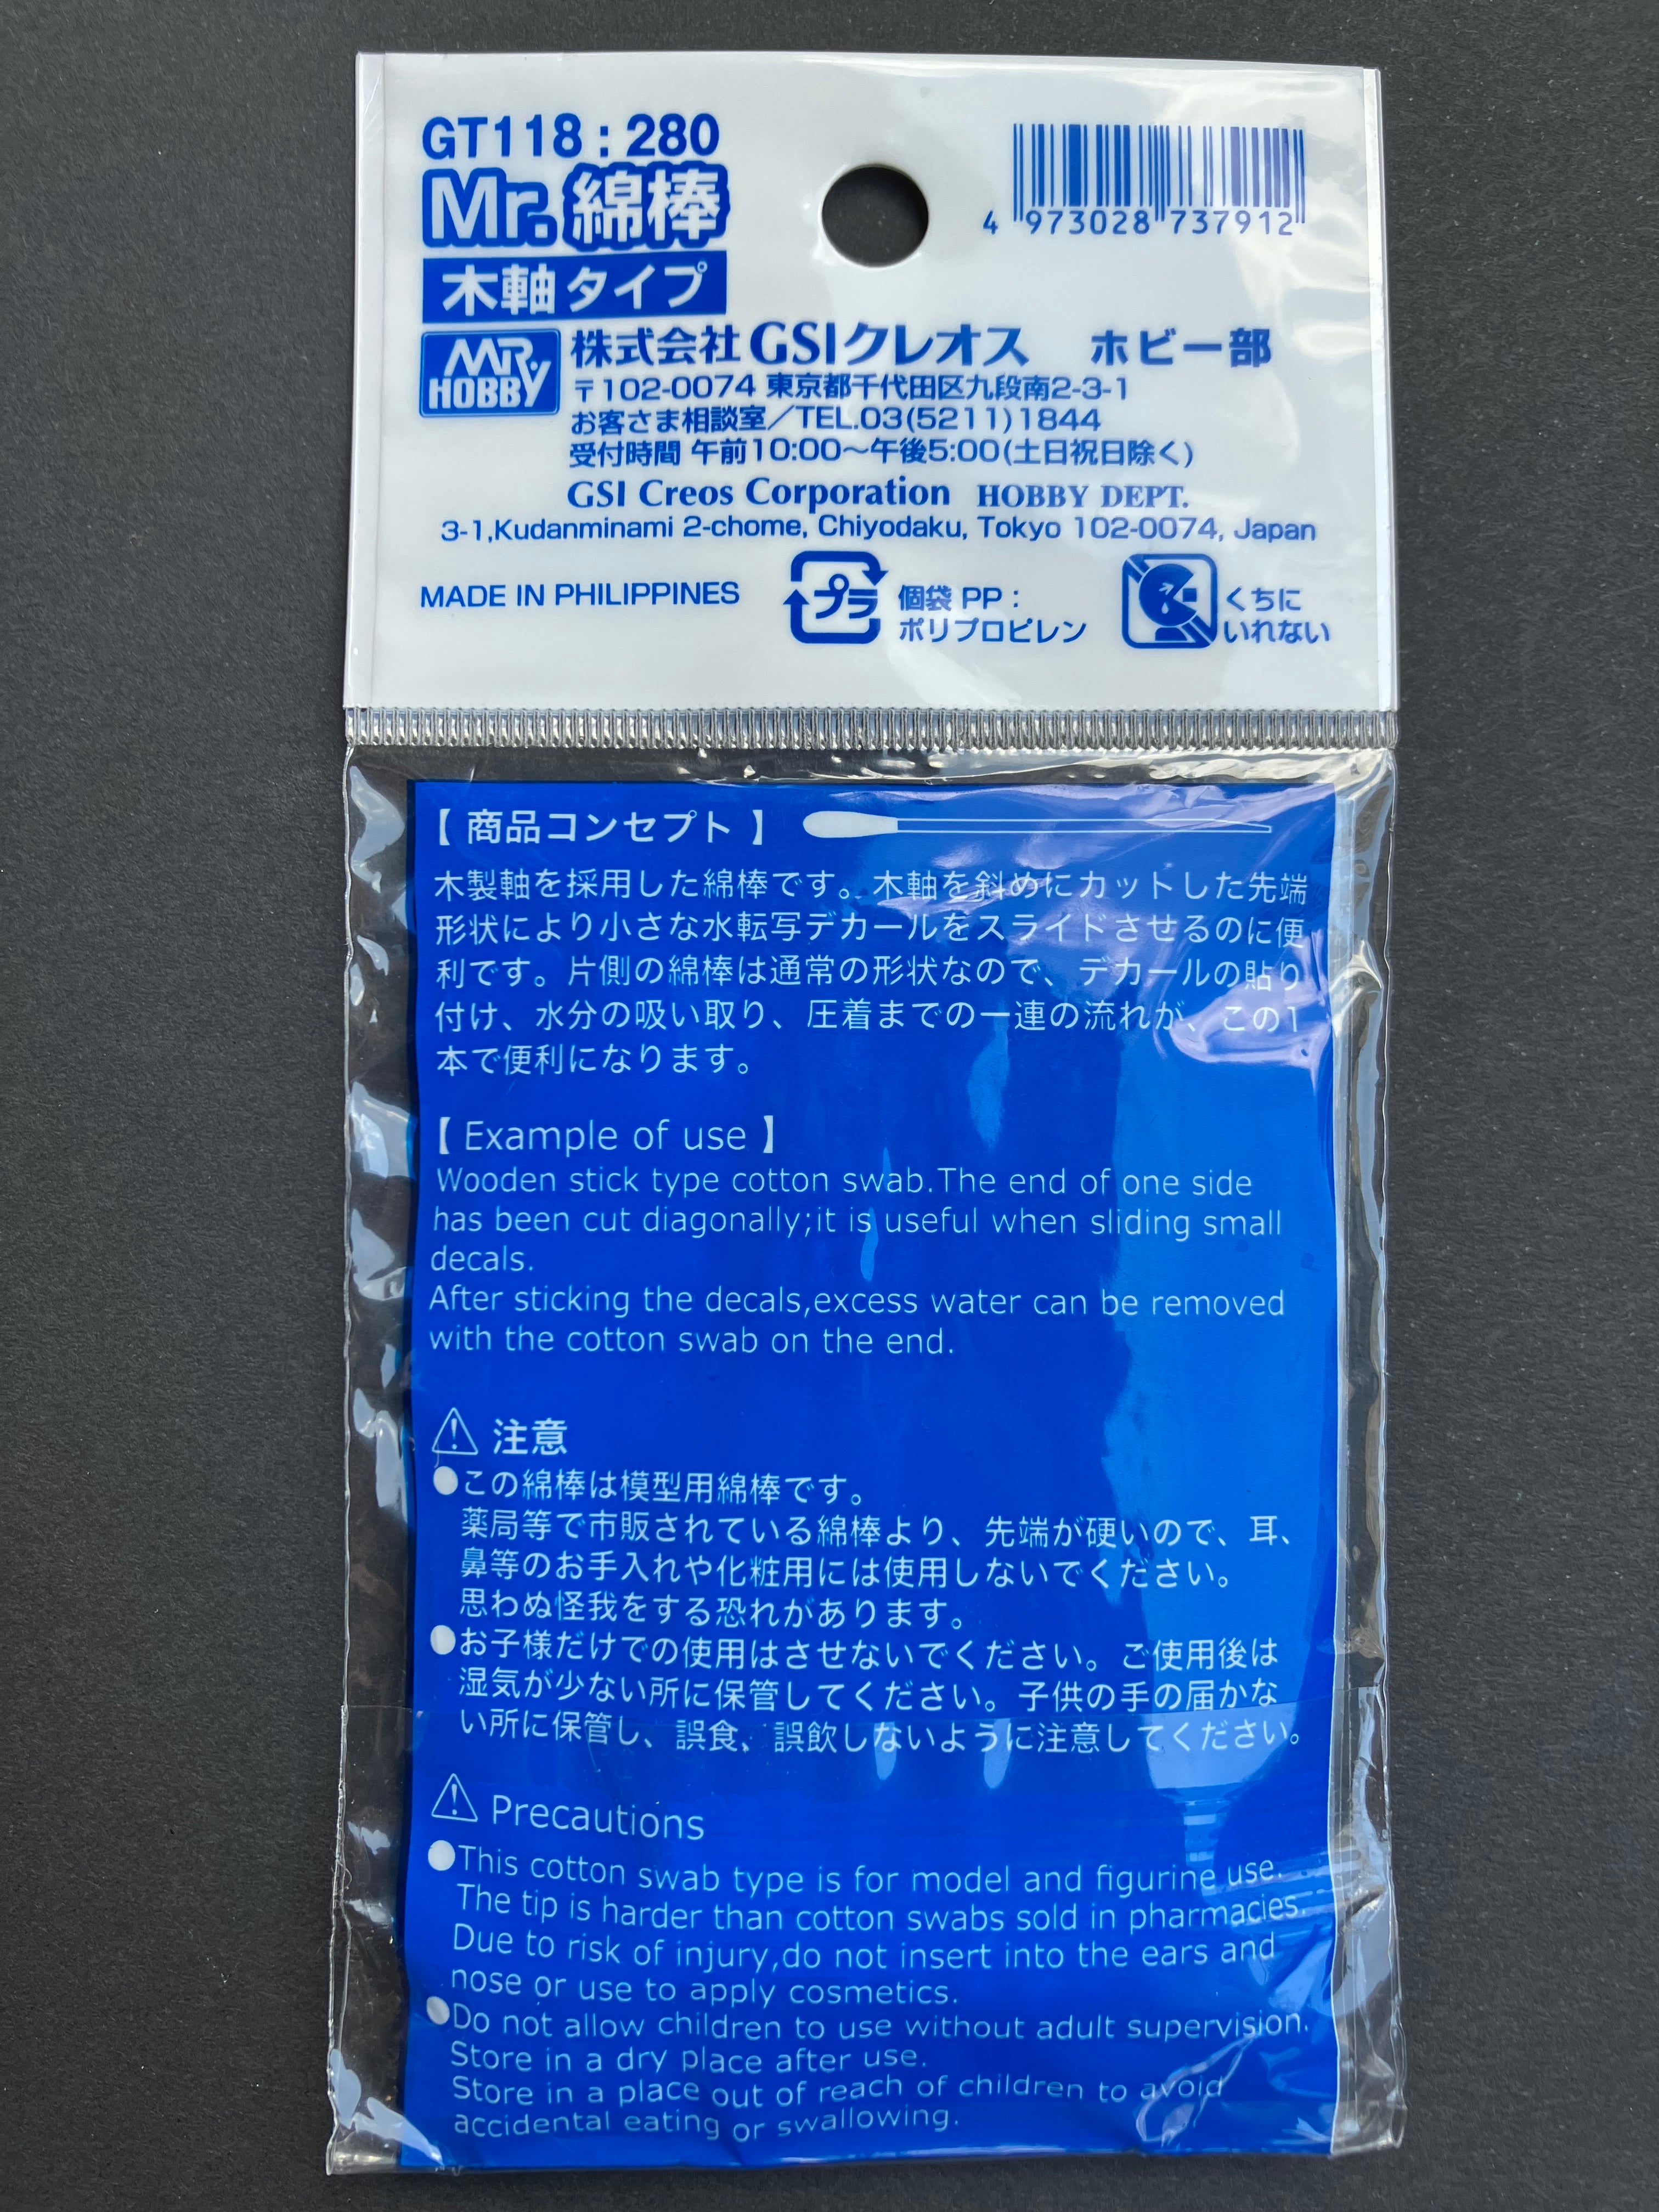 GT118 : 280
Mr.綿棒
木軸タイプ
4 973028 737912
Mr HOBBY
株式会社GSIクレオス ホビー部
〒102-0074 東京都千代田区九段南2-3-1
お客さま相談室／TEL.03(5211)1844
受付時間 午前10:00〜午後5:00(土日祝日除く)
GSI Creos Corporation HOBBY DEPT.
3-1,Kudanminami 2-chome, Chiyodaku, Tokyo 102-0074, Japan
MADE IN PHILIPPINES
プラ
個袋 PP :
ポリプロピレン
くちに
いれない
【 商品コンセプト 】
木製軸を採用した綿棒です。木軸を斜めにカットした先端
形状により小さな水転写デカールをスライドさせるのに便
利です。片側の綿棒は通常の形状なので、デカールの貼り
付け、水分の吸い取り、圧着までの一連の流れが、この1
本で便利になります。
【 Example of use 】
Wooden stick type cotton swab.The end of one side
has been cut diagonally;it is useful when sliding small
decals.
After sticking the decals,excess water can be removed
with the cotton swab on the end.
⚠ 注意
●この綿棒は模型用綿棒です。
薬局等で市販されている綿棒より、先端が硬いので、耳、
鼻等のお手入れや化粧用には使用しないでください。
思わぬ怪我をする恐れがあります。
●お子様だけでの使用はさせないでください。ご使用後は
湿気が少ない所に保管してください。子供の手の届かな
い所に保管し、誤食、誤飲しないように注意してください。
⚠ Precautions
●This cotton swab type is for model and figurine use.
The tip is harder than cotton swabs sold in pharmacies.
Due to risk of injury,do not insert into the ears and
nose or use to apply cosmetics.
●Do not allow children to use without adult supervision.
Store in a dry place after use.
Store in a place out of reach of children to avoid
accidental eating or swallowing.